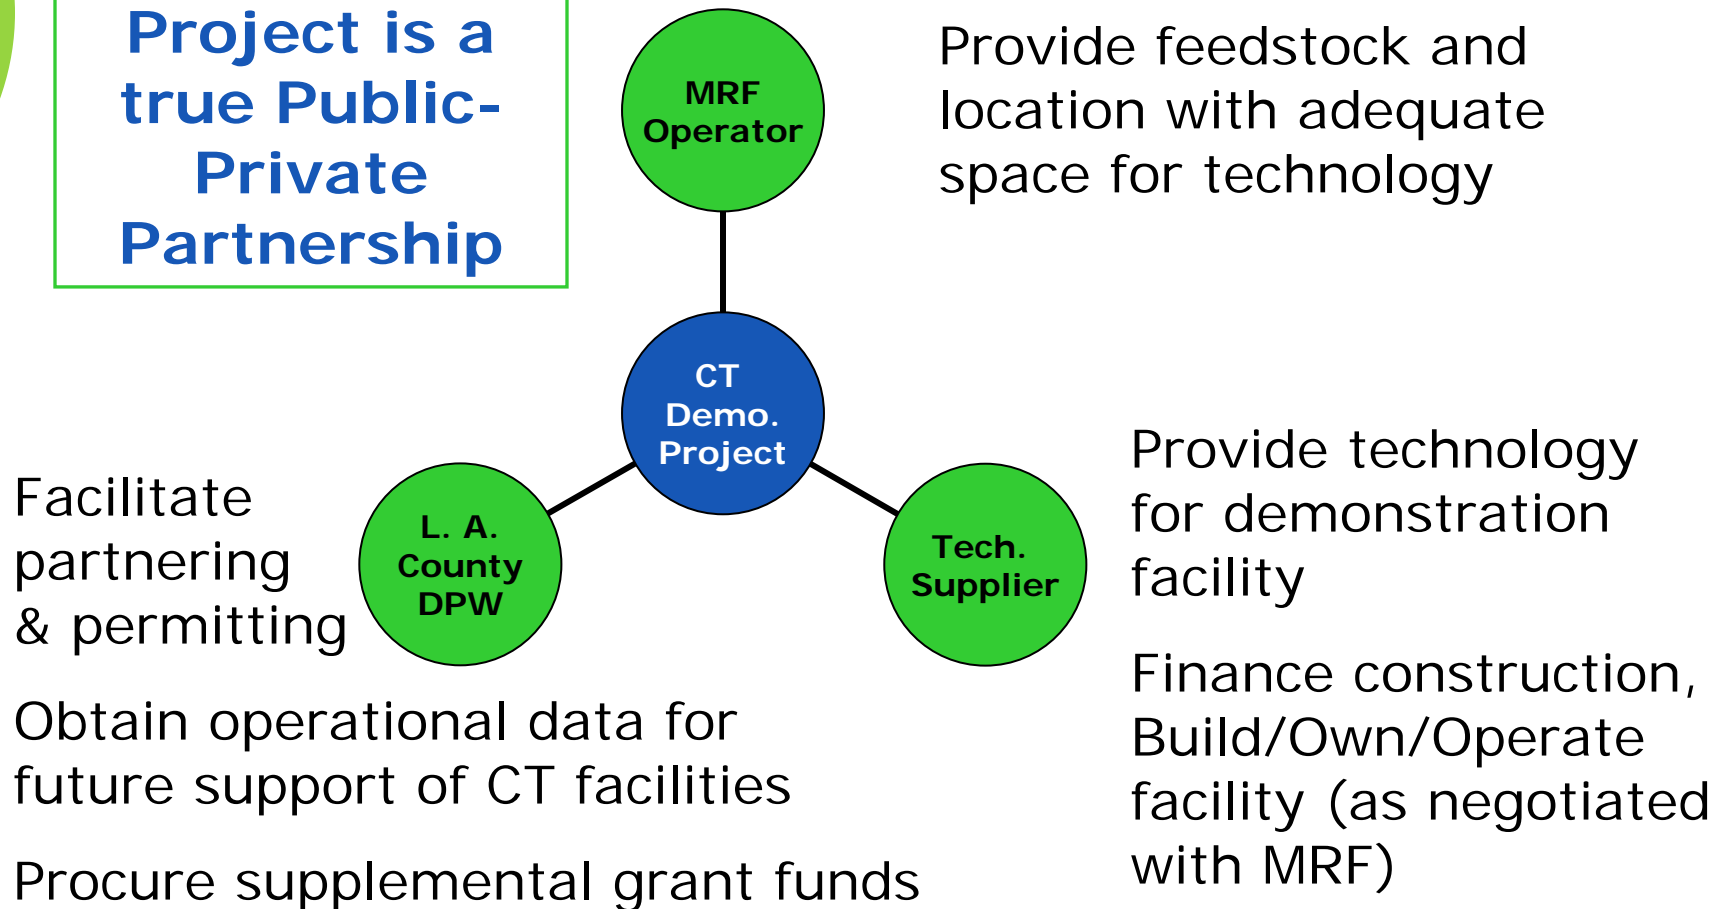 Project is a
true Public-
Private
Partnership
MRF
Operator
Provide feedstock and
location with adequate
space for technology
CT
Demo.
Project
L. A.
County
DPW
Tech.
Supplier
Facilitate
partnering
& permitting
Obtain operational data for
future support of CT facilities
Procure supplemental grant funds
Provide technology
for demonstration
facility
Finance construction,
Build/Own/Operate
facility (as negotiated
with MRF)